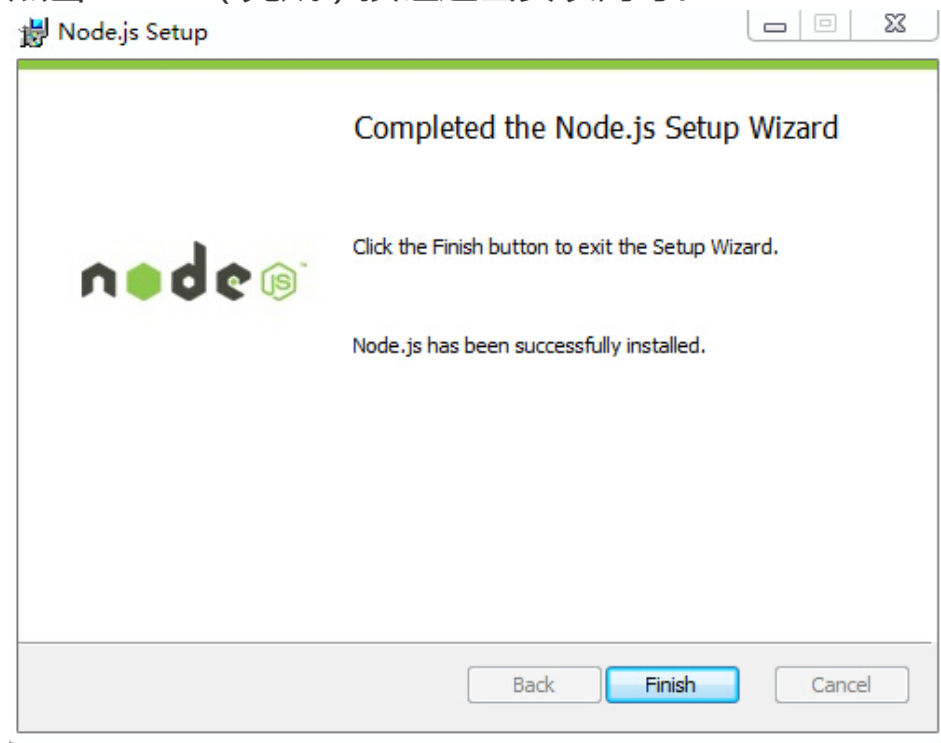 Node.js Setup
Completed the Node.js Setup Wizard
Click the Finish button to exit the Setup Wizard.
node JS
Node.js has been successfully installed.
Back Finish Cancel